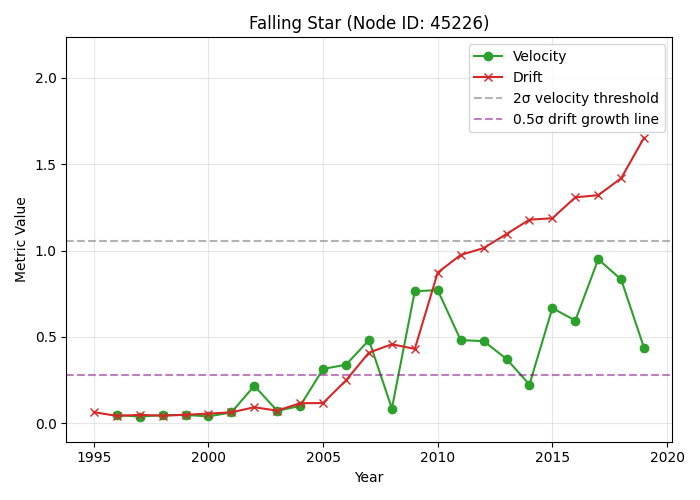 Falling Star (Node ID: 45226)
Velocity
Drift
2σ velocity threshold
0.5σ drift growth line
Metric Value
2.0
1.5
1.0
0.5
0.0
1995 2000 2005 2010 2015 2020
Year